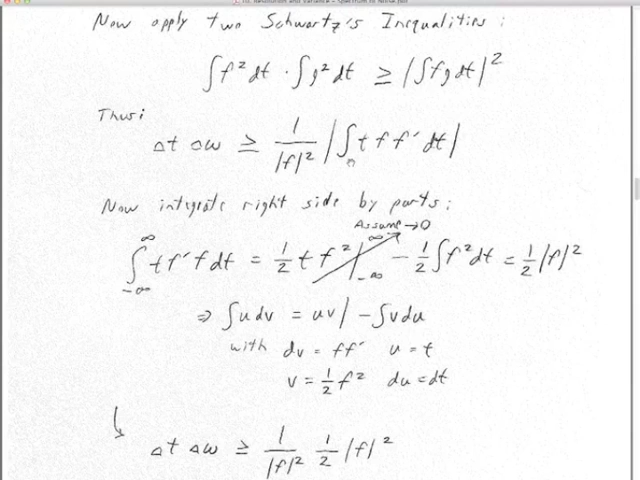 Now apply two Schwartz's Inequalities:
∫f² dt · ∫g² dt ≥ |∫fg dt|²
Thus:
Δt Δω ≥ 1/|f|² |∫ t f f' dt|
Now integrate right side by parts:
Assume → 0
∫_{-∞}^{∞} t f' f dt = 1/2 t f² |_{-∞}^{∞} - 1/2 ∫f² dt = 1/2 |f|²
⇒ ∫u dv = uv| - ∫v du
with dv = ff' u = t
v = 1/2 f² du = dt
Δt Δω ≥ 1/|f|² 1/2 |f|²